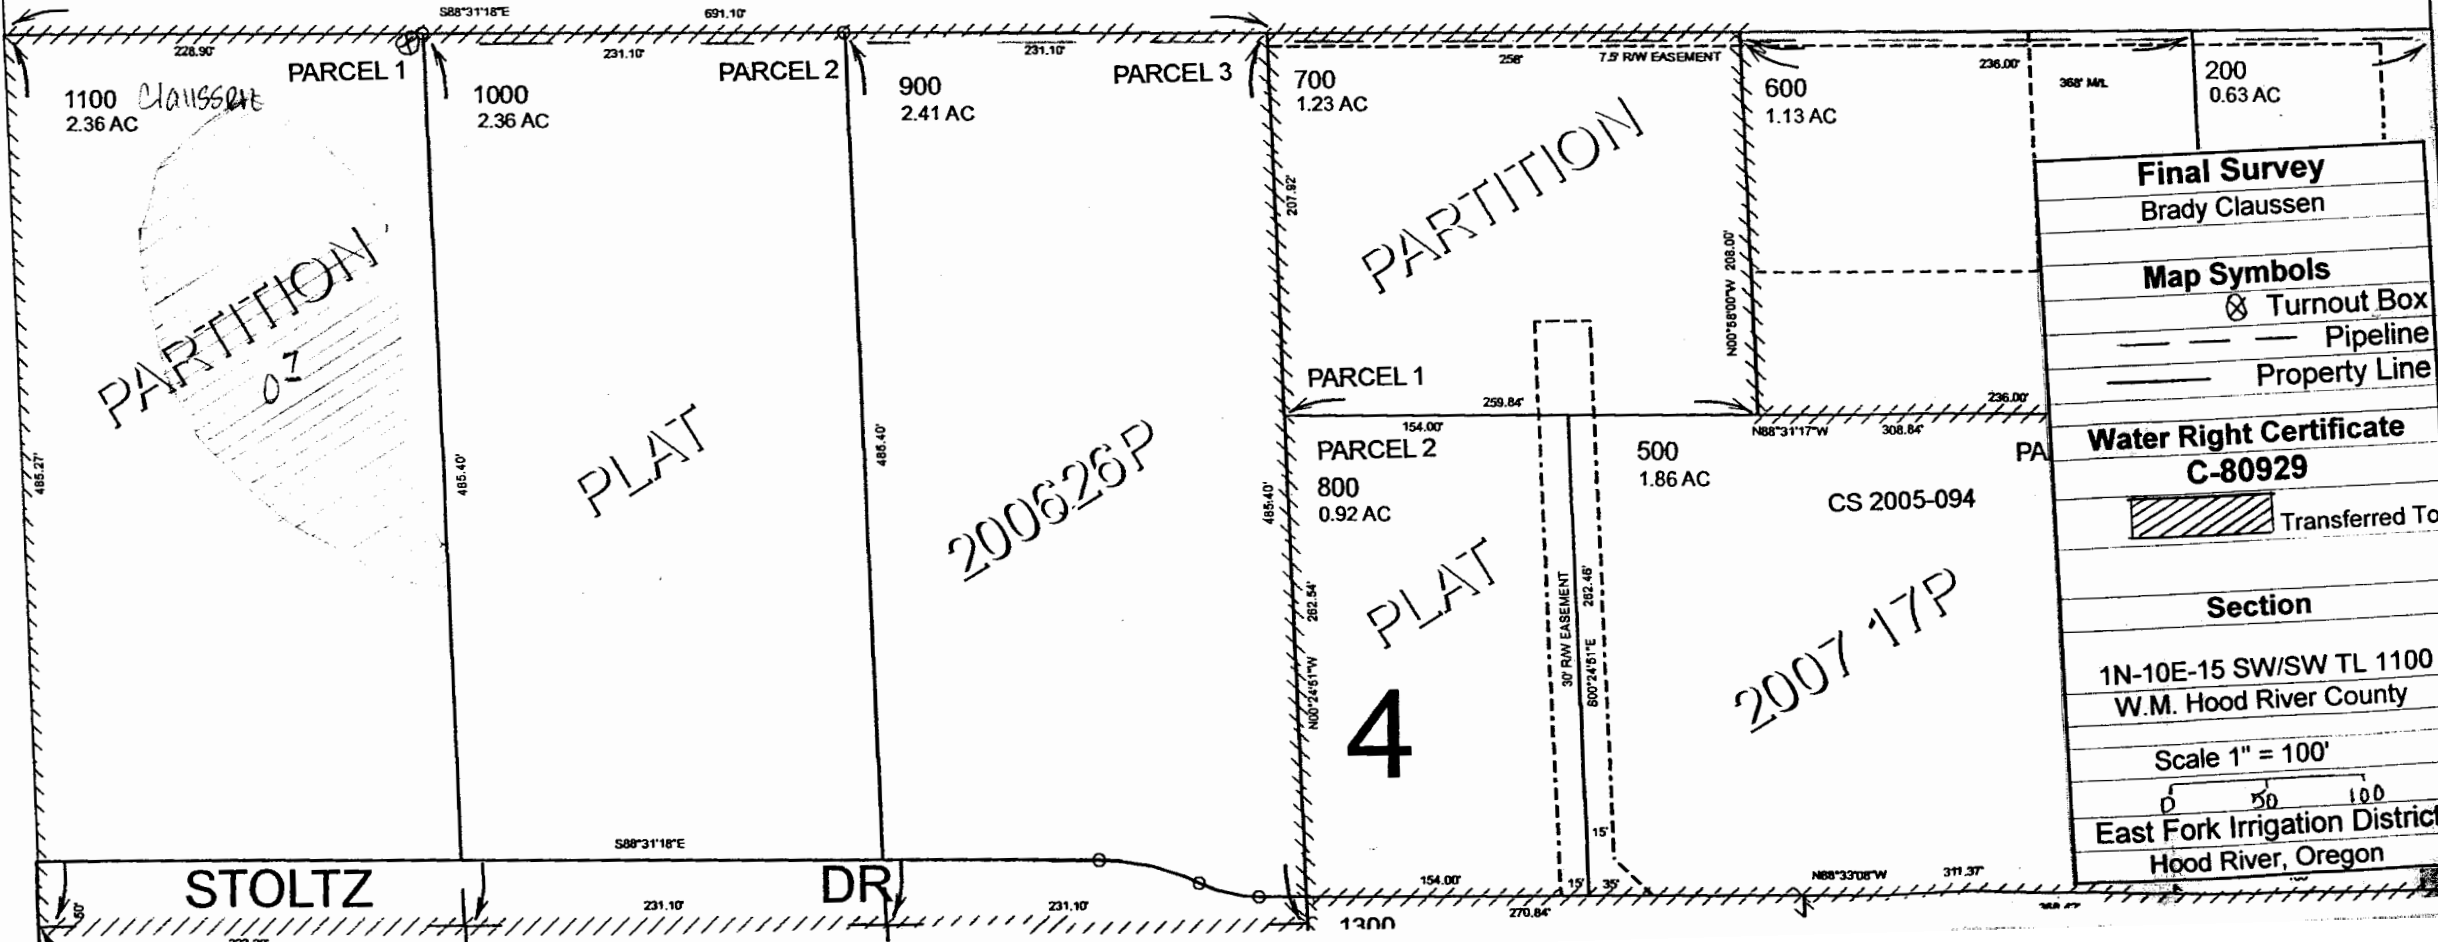 S88°31'18"E
691.10'
228.90'
231.10'
231.10'
256'
7.5' R/W EASEMENT
236.00'
368' M/L
PARCEL 1
PARCEL 2
PARCEL 3
1100
2.36 AC
1000
2.36 AC
900
2.41 AC
700
1.23 AC
600
1.13 AC
200
0.63 AC
PARTITION
PLAT
200626P
485.27'
485.40'
485.40'
485.40'
207.92'
PARTITION
N00°58'00"W 208.00'
PARCEL 1
259.84'
236.00'
154.00'
N88°31'17"W
308.84'
PARCEL 2
800
0.92 AC
500
1.86 AC
PA
CS 2005-094
PLAT
2007 17P
262.54'
N00°24'51"W
30' R/W EASEMENT
262.46'
S00°24'51"E
4
15'
S88°31'18"E
STOLTZ
DR
50'
231.10'
231.10'
154.00'
15'
35'
N88°33'08"W
311.37'
270.84'
1300
Final Survey
Brady Claussen
Map Symbols
Turnout Box
Pipeline
Property Line
Water Right Certificate
C-80929
Transferred To
Section
1N-10E-15 SW/SW TL 1100
W.M. Hood River County
Scale 1" = 100'
0 50 100
East Fork Irrigation District
Hood River, Oregon